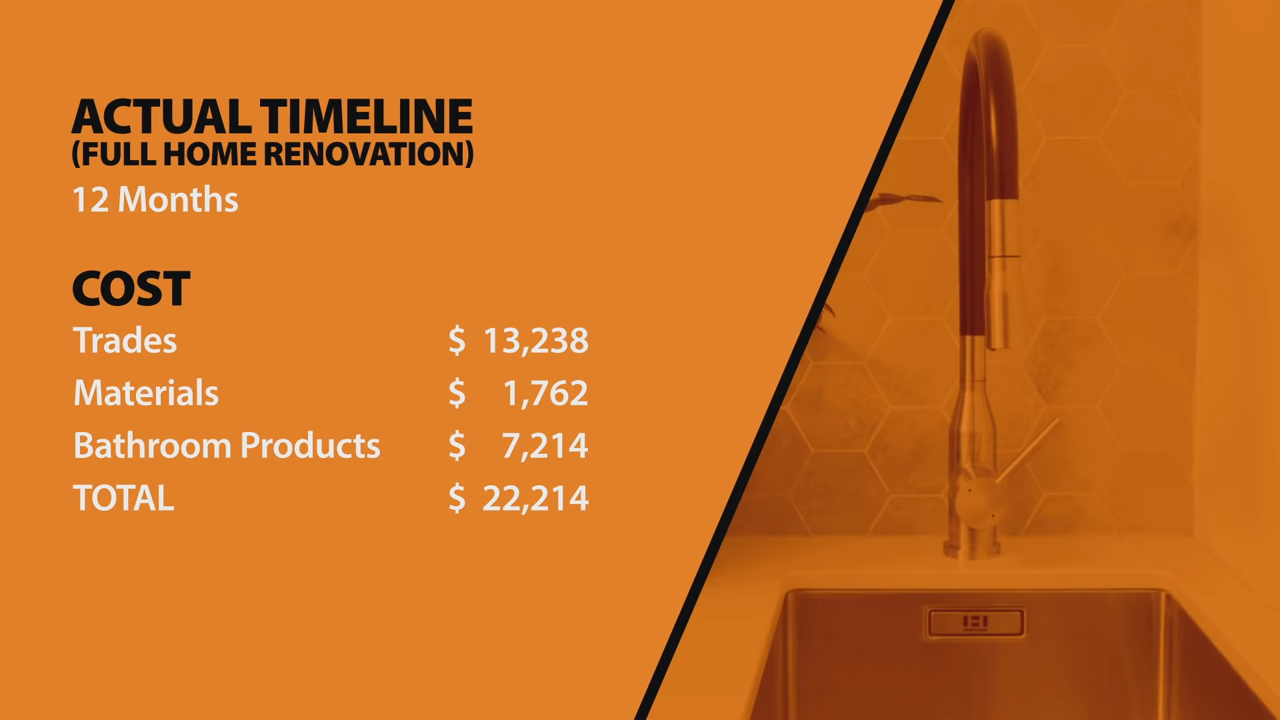 ACTUAL TIMELINE
(FULL HOME RENOVATION)
12 Months
COST
Trades $ 13,238
Materials $ 1,762
Bathroom Products $ 7,214
TOTAL $ 22,214